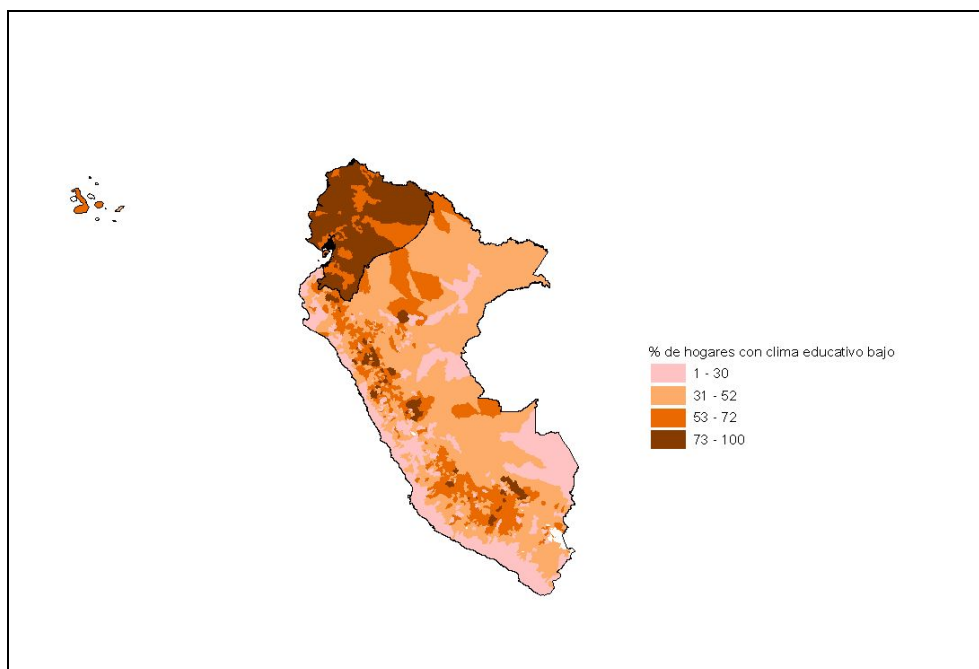 % de hogares con clima educativo bajo
1 - 30
31 - 52
53 - 72
73 - 100